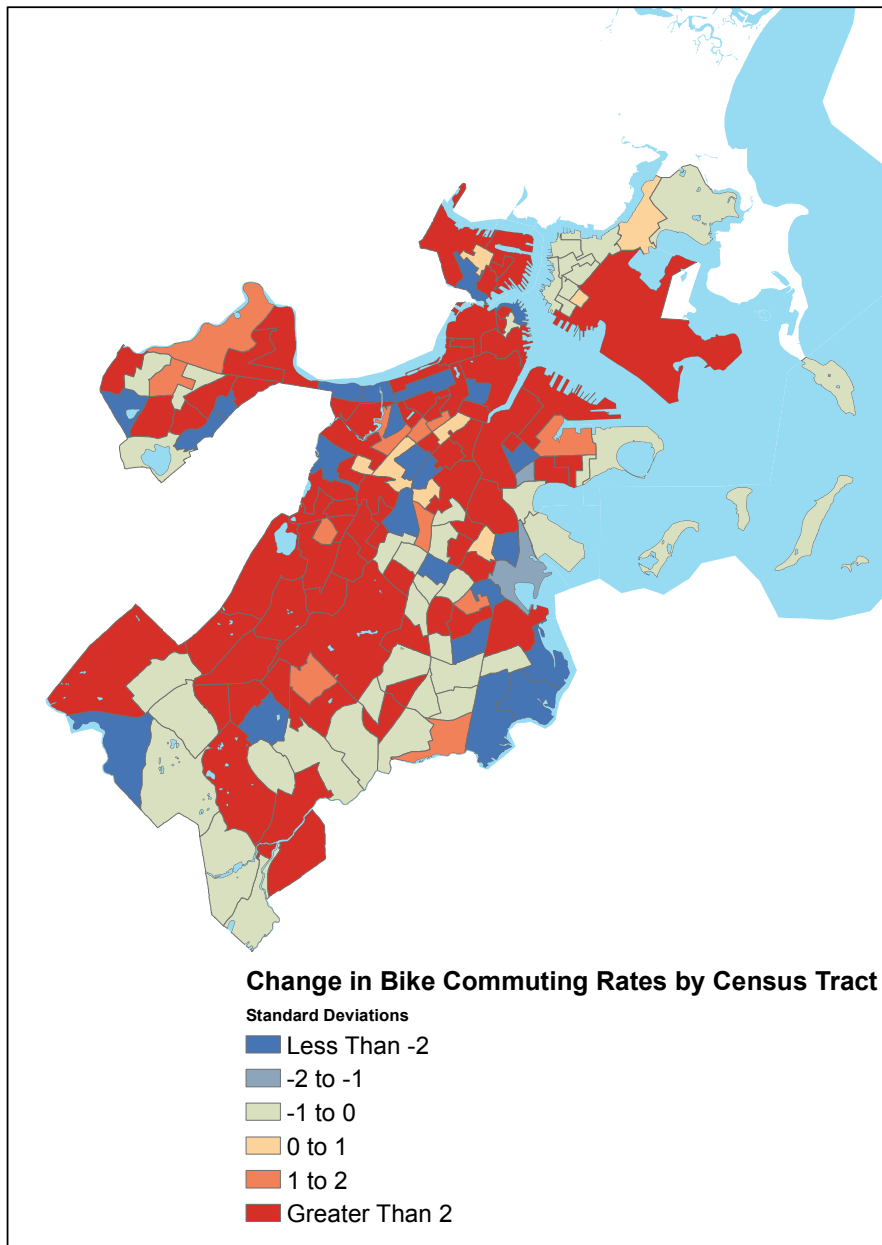 Change in Bike Commuting Rates by Census Tract
Standard Deviations
Less Than -2
-2 to -1
-1 to 0
0 to 1
1 to 2
Greater Than 2